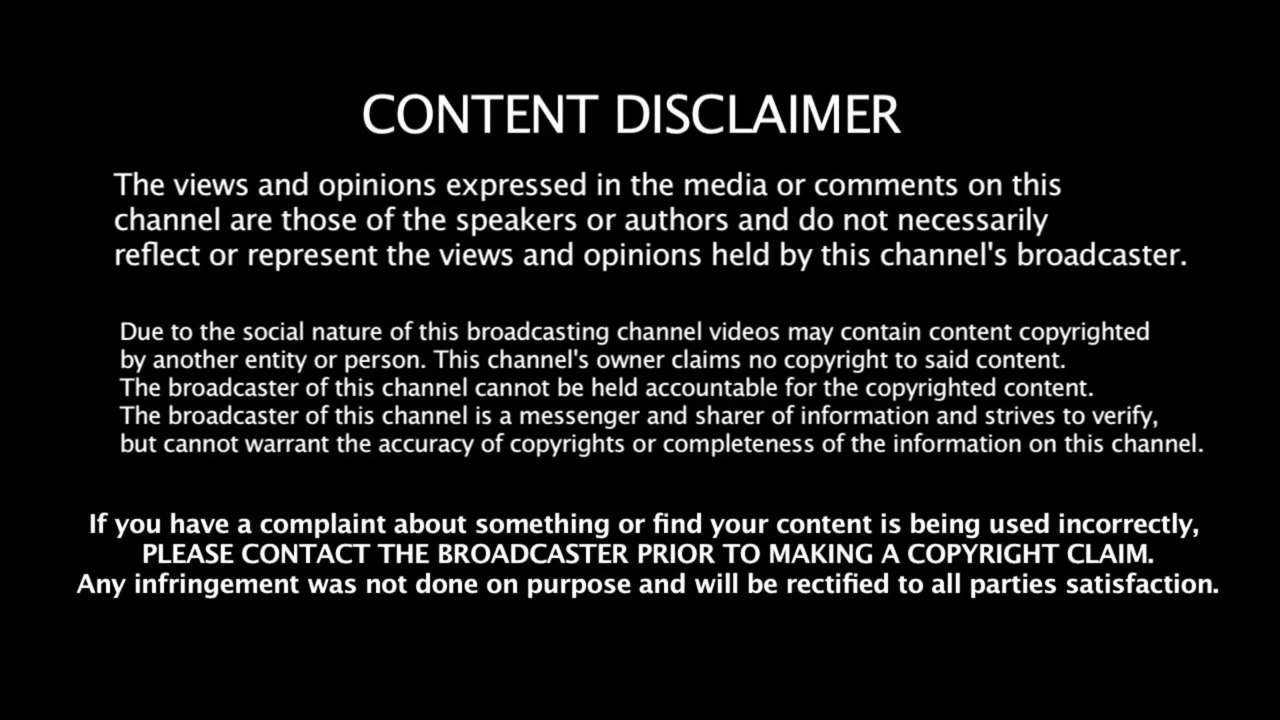 CONTENT DISCLAIMER
The views and opinions expressed in the media or comments on this
channel are those of the speakers or authors and do not necessarily
reflect or represent the views and opinions held by this channel's broadcaster.
Due to the social nature of this broadcasting channel videos may contain content copyrighted
by another entity or person. This channel's owner claims no copyright to said content.
The broadcaster of this channel cannot be held accountable for the copyrighted content.
The broadcaster of this channel is a messenger and sharer of information and strives to verify,
but cannot warrant the accuracy of copyrights or completeness of the information on this channel.
If you have a complaint about something or find your content is being used incorrectly,
PLEASE CONTACT THE BROADCASTER PRIOR TO MAKING A COPYRIGHT CLAIM.
Any infringement was not done on purpose and will be rectified to all parties satisfaction.